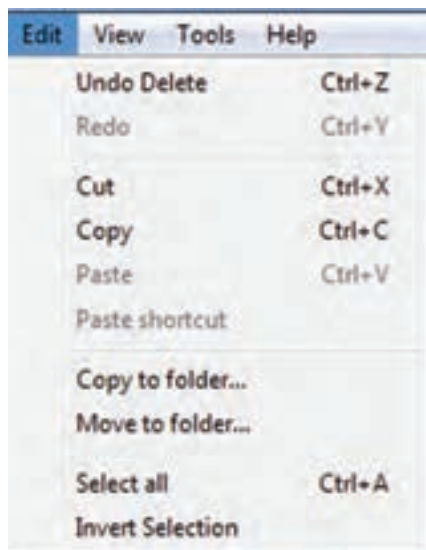 Edit View Tools Help
Undo Delete Ctrl+Z
Redo Ctrl+Y
Cut Ctrl+X
Copy Ctrl+C
Paste Ctrl+V
Paste shortcut
Copy to folder...
Move to folder...
Select all Ctrl+A
Invert Selection